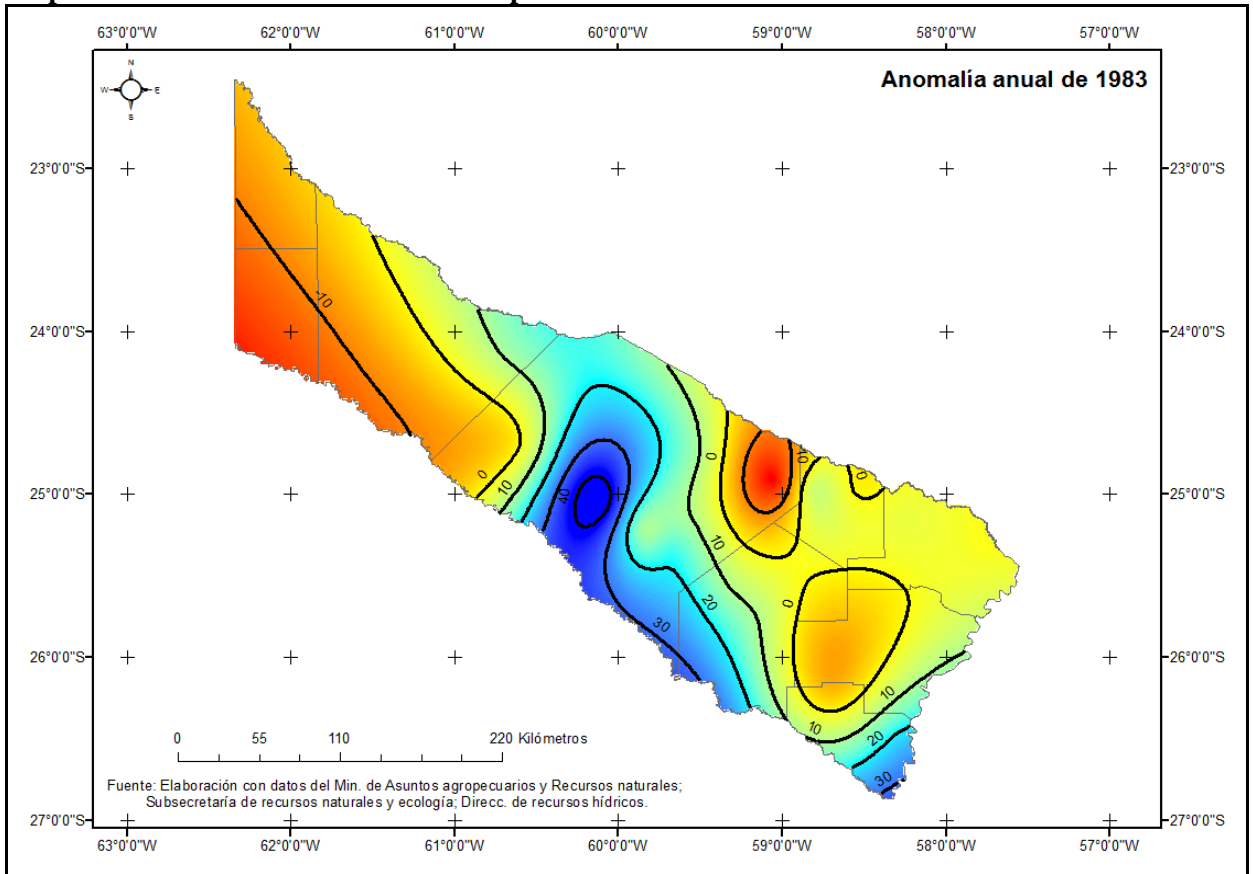 63°0'0"W 62°0'0"W 61°0'0"W 60°0'0"W 59°0'0"W 58°0'0"W 57°0'0"W
N
W E
S
Anomalía anual de 1983
23°0'0"S 23°0'0"S
-10
24°0'0"S 24°0'0"S
0
10
0
10
0
40
25°0'0"S 25°0'0"S
10
20
0
30
26°0'0"S 26°0'0"S
10
10
20
30
0 55 110 220 Kilómetros
Fuente: Elaboración con datos del Min. de Asuntos agropecuarios y Recursos naturales;
Subsecretaría de recursos naturales y ecología; Direcc. de recursos hídricos.
27°0'0"S 27°0'0"S
63°0'0"W 62°0'0"W 61°0'0"W 60°0'0"W 59°0'0"W 58°0'0"W 57°0'0"W